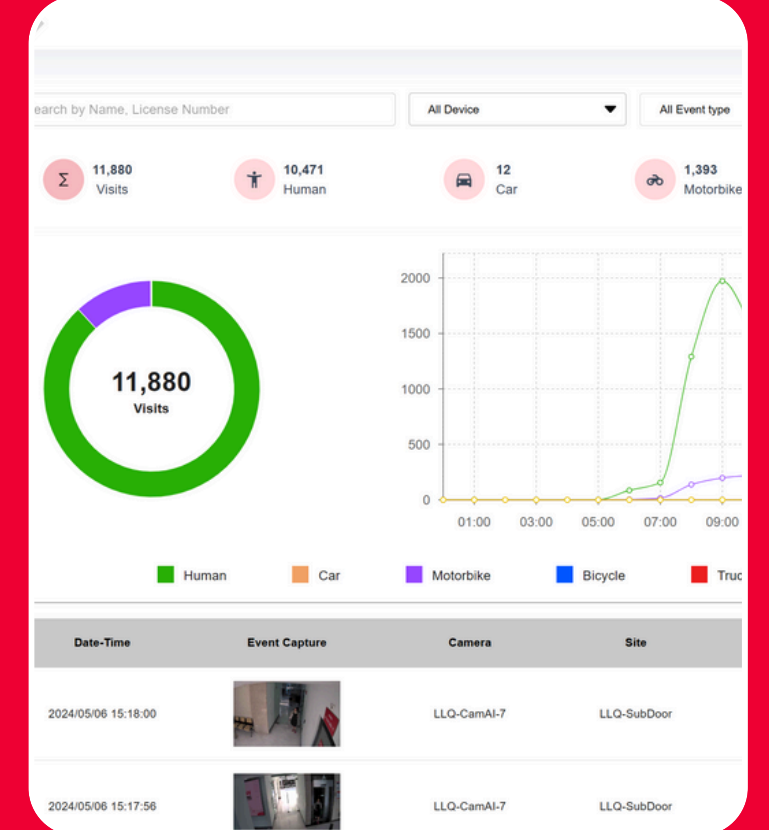 earch by Name, License Number
All Device
All Event type
11,880
Visits
10,471
Human
12
Car
1,393
Motorbike
11,880
Visits
2000
1500
1000
500
0
01:00 03:00 05:00 07:00 09:00
Human Car Motorbike Bicycle Truc
Date-Time Event Capture Camera Site
2024/05/06 15:18:00 LLQ-CamAI-7 LLQ-SubDoor
2024/05/06 15:17:56 LLQ-CamAI-7 LLQ-SubDoor